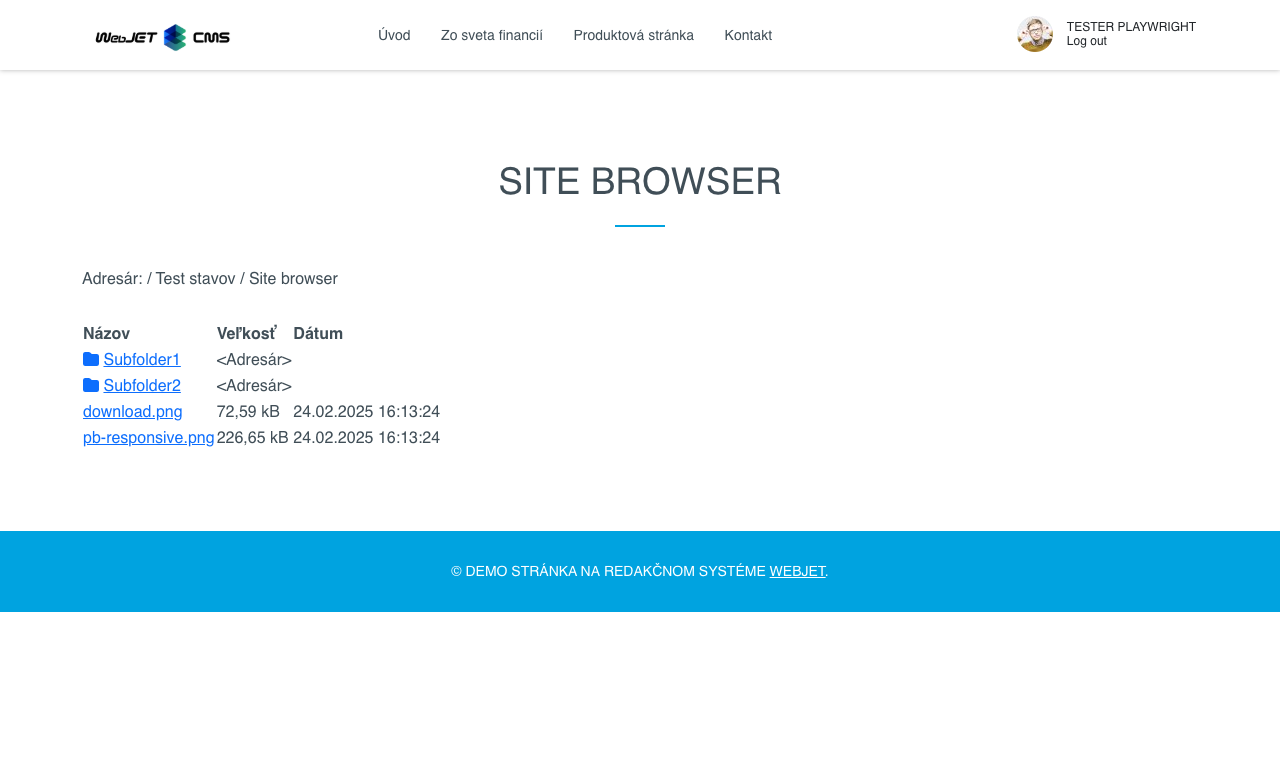 WebJET CMS
Úvod
Zo sveta financií
Produktová stránka
Kontakt
TESTER PLAYWRIGHT
Log out
SITE BROWSER
Adresár: / Test stavov / Site browser
Názov Veľkosť Dátum
Subfolder1 <Adresár>
Subfolder2 <Adresár>
download.png 72,59 kB 24.02.2025 16:13:24
pb-responsive.png 226,65 kB 24.02.2025 16:13:24
© DEMO STRÁNKA NA REDAKČNOM SYSTÉME WEBJET.